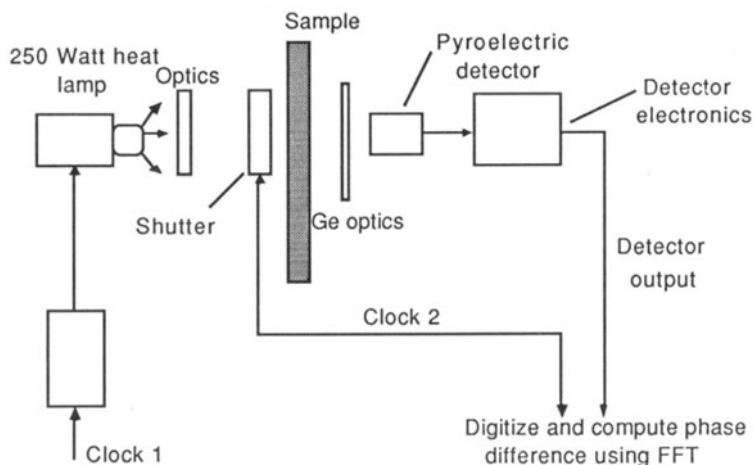 Sample
250 Watt heat
lamp
Optics
Pyroelectric
detector
Detector
electronics
Shutter
Ge optics
Detector
output
Clock 2
Clock 1
Digitize and compute phase
difference using FFT